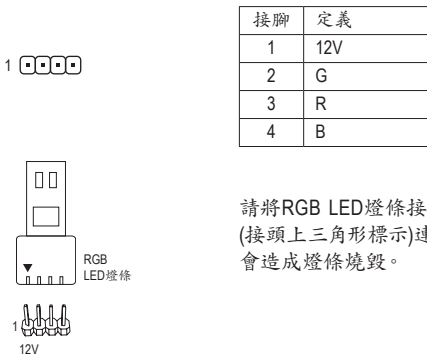 1
接腳 定義
1 12V
2 G
3 R
4 B
RGB
LED燈條
1
12V
請將RGB LED燈條接
(接頭上三角形標示)連
會造成燈條燒毀。